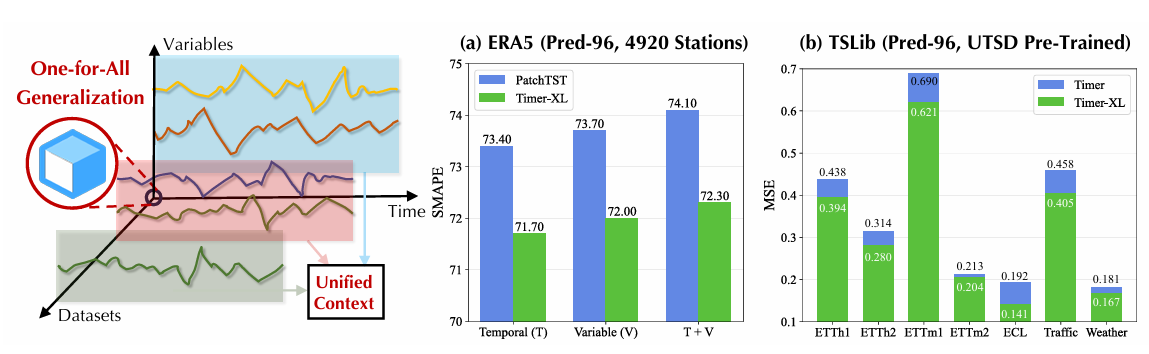 One-for-All
Generalization
Variables
Time
Datasets
Unified
Context
(a) ERA5 (Pred-96, 4920 Stations)
SMAPE
75
74
73
72
71
70
PatchTST
Timer-XL
73.40
71.70
73.70
72.00
74.10
72.30
Temporal (T)
Variable (V)
T + V
(b) TSLib (Pred-96, UTSD Pre-Trained)
MSE
0.7
0.6
0.5
0.4
0.3
0.2
0.1
Timer
Timer-XL
0.438
0.394
0.314
0.280
0.690
0.621
0.213
0.204
0.192
0.141
0.458
0.405
0.181
0.167
ETTh1
ETTh2
ETTm1
ETTm2
ECL
Traffic
Weather